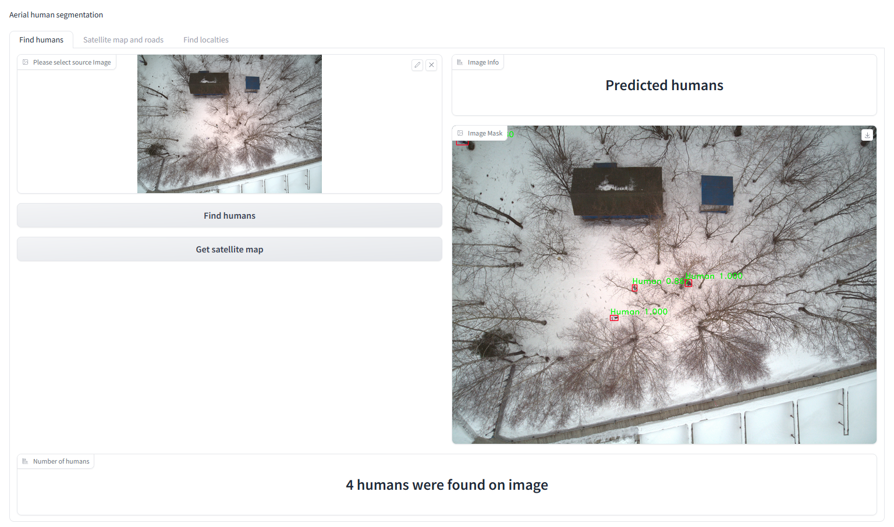 Aerial human segmentation
Find humans
Satellite map and roads
Find localties
Please select source Image
Find humans
Get satellite map
Image Info
Predicted humans
Image Mask
0
Human
Human 1.000
Human 1.000
Number of humans
4 humans were found on image